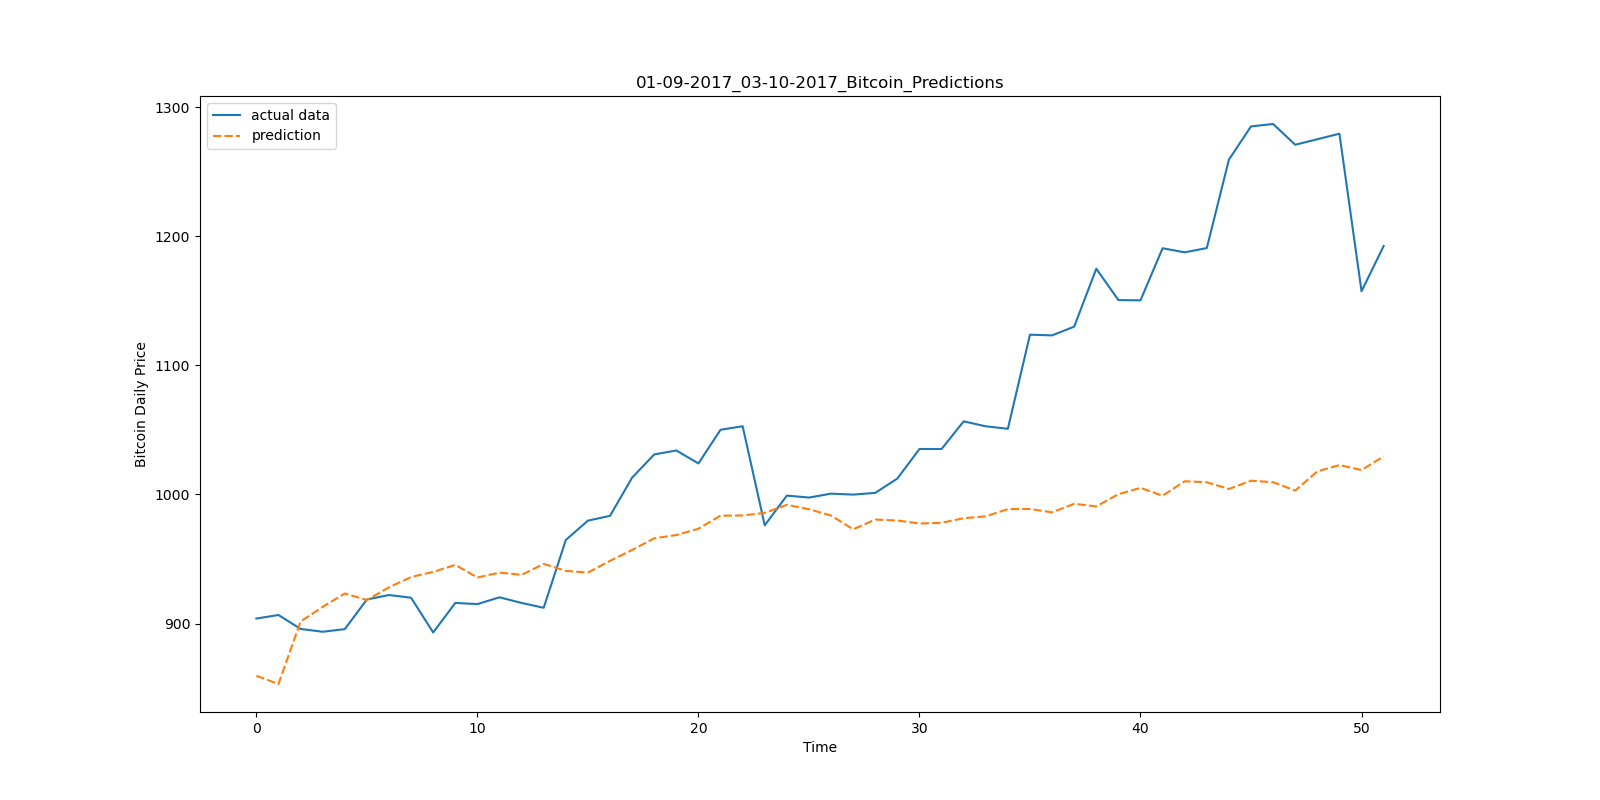 01-09-2017_03-10-2017_Bitcoin_Predictions
actual data
prediction
Bitcoin Daily Price
1300
1200
1100
1000
900
0 10 20 30 40 50
Time